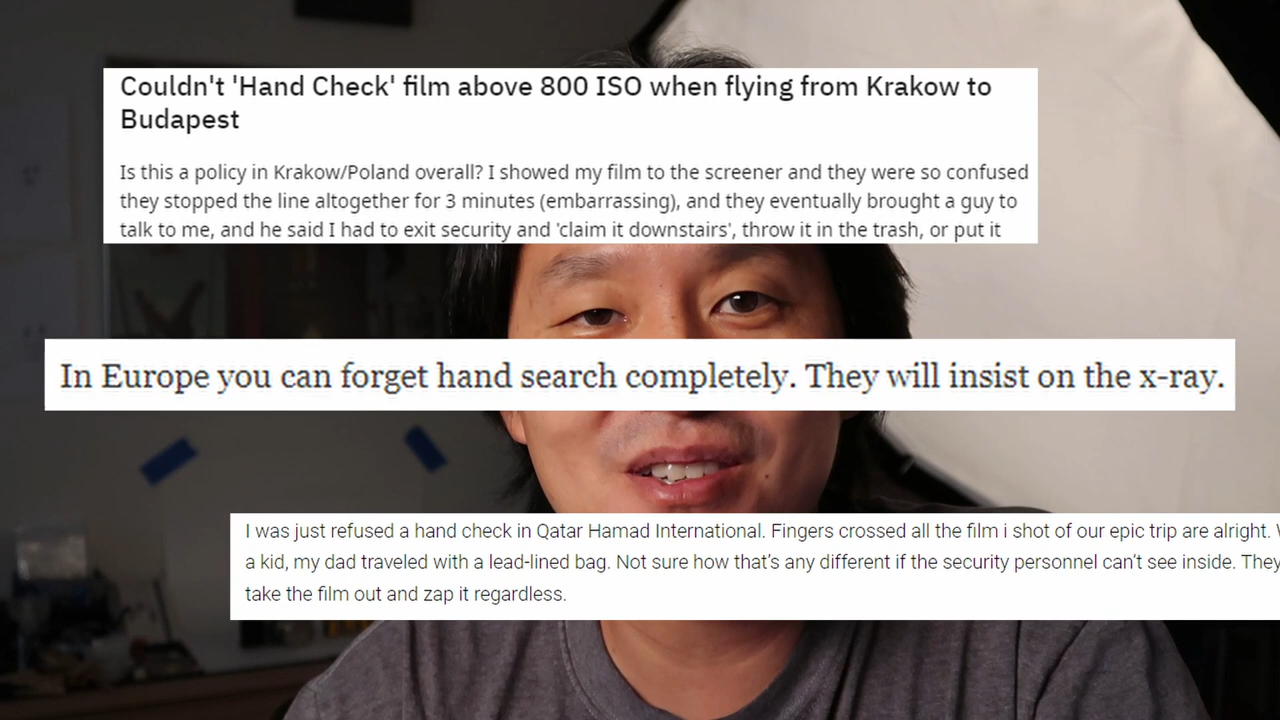 Couldn't 'Hand Check' film above 800 ISO when flying from Krakow to
Budapest
Is this a policy in Krakow/Poland overall? I showed my film to the screener and they were so confused
they stopped the line altogether for 3 minutes (embarrassing), and they eventually brought a guy to
talk to me, and he said I had to exit security and 'claim it downstairs', throw it in the trash, or put it
In Europe you can forget hand search completely. They will insist on the x-ray.
I was just refused a hand check in Qatar Hamad International. Fingers crossed all the film i shot of our epic trip are alright.
a kid, my dad traveled with a lead-lined bag. Not sure how that's any different if the security personnel can't see inside. They
take the film out and zap it regardless.